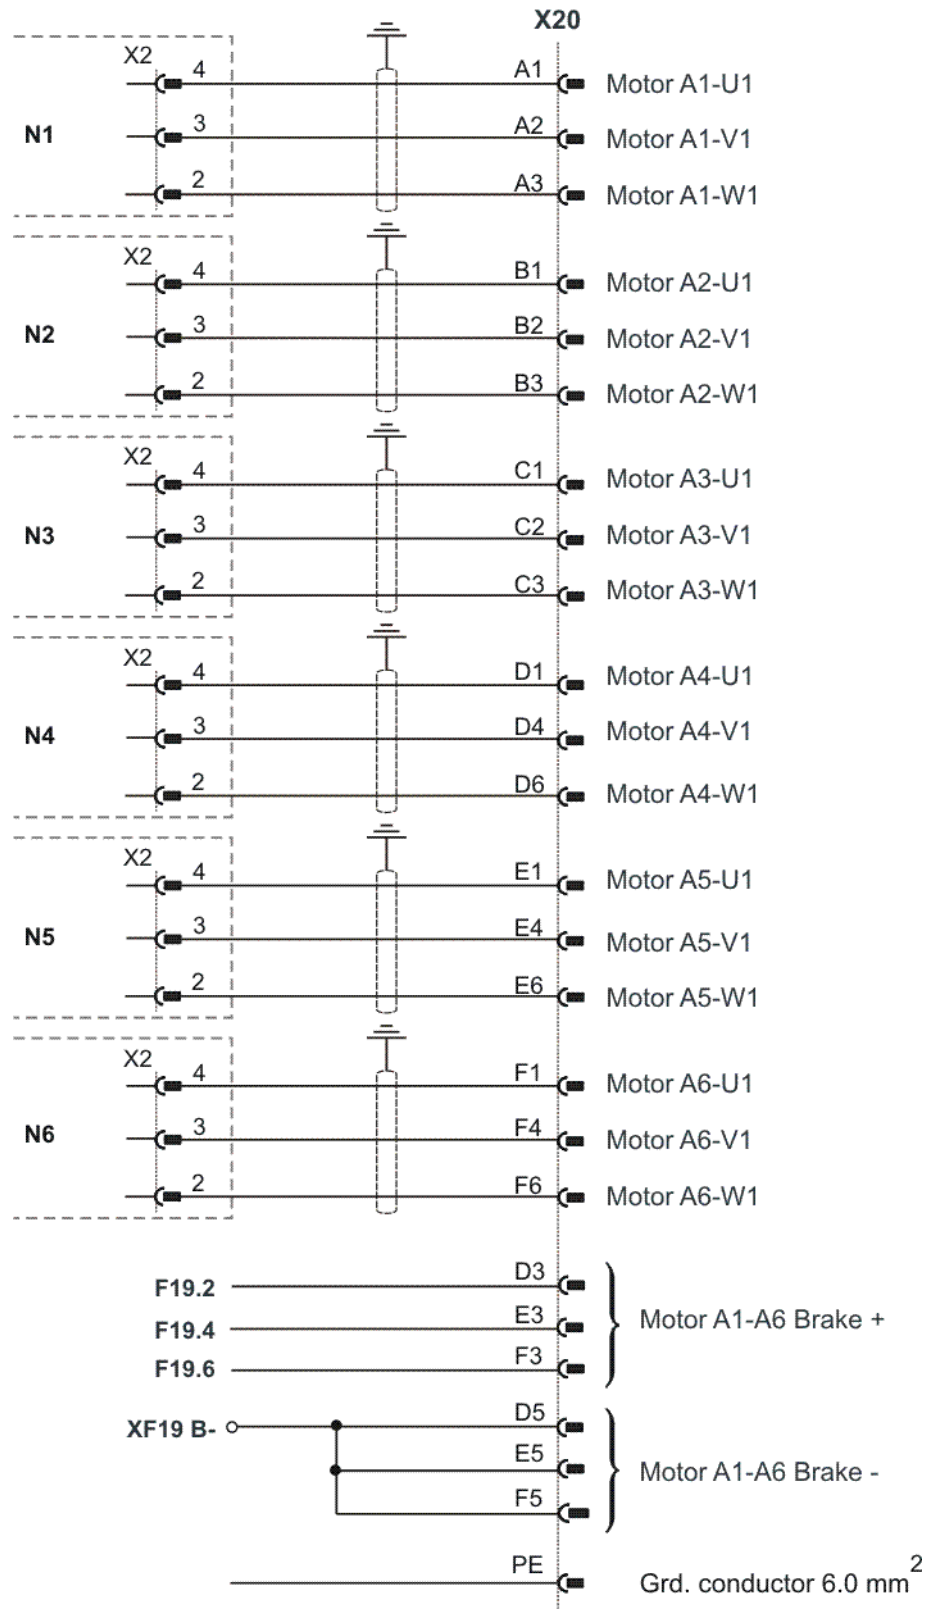 X20
X2 4 A1 Motor A1-U1
N1 3 A2 Motor A1-V1
2 A3 Motor A1-W1
X2 4 B1 Motor A2-U1
N2 3 B2 Motor A2-V1
2 B3 Motor A2-W1
X2 4 C1 Motor A3-U1
N3 3 C2 Motor A3-V1
2 C3 Motor A3-W1
X2 4 D1 Motor A4-U1
N4 3 D4 Motor A4-V1
2 D6 Motor A4-W1
X2 4 E1 Motor A5-U1
N5 3 E4 Motor A5-V1
2 E6 Motor A5-W1
X2 4 F1 Motor A6-U1
N6 3 F4 Motor A6-V1
2 F6 Motor A6-W1
F19.2 D3
F19.4 E3 Motor A1-A6 Brake +
F19.6 F3
XF19 B- D5
E5 Motor A1-A6 Brake -
F5
PE Grd. conductor 6.0 mm²